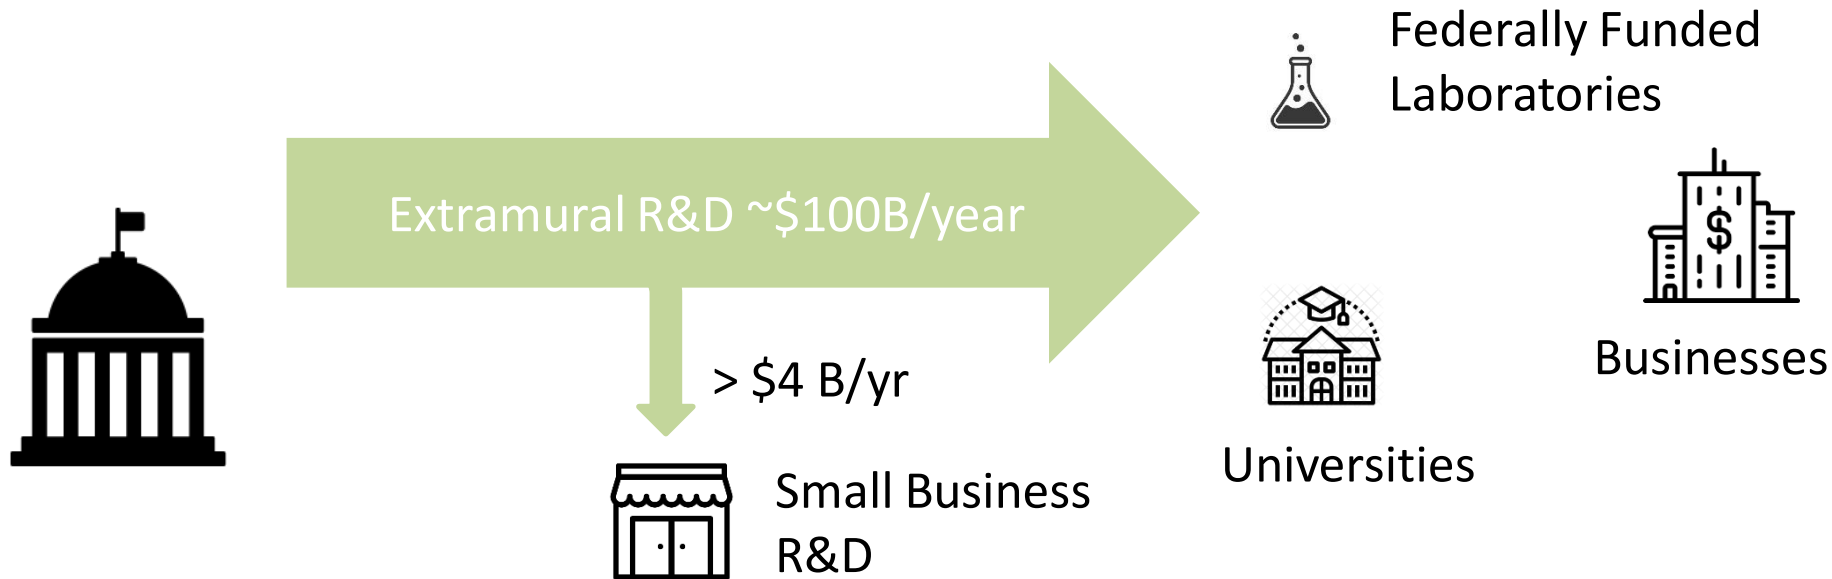 Federally Funded
Laboratories
Extramural R&D ~$100B/year
$
Businesses
> $4 B/yr
Universities
Small Business
R&D